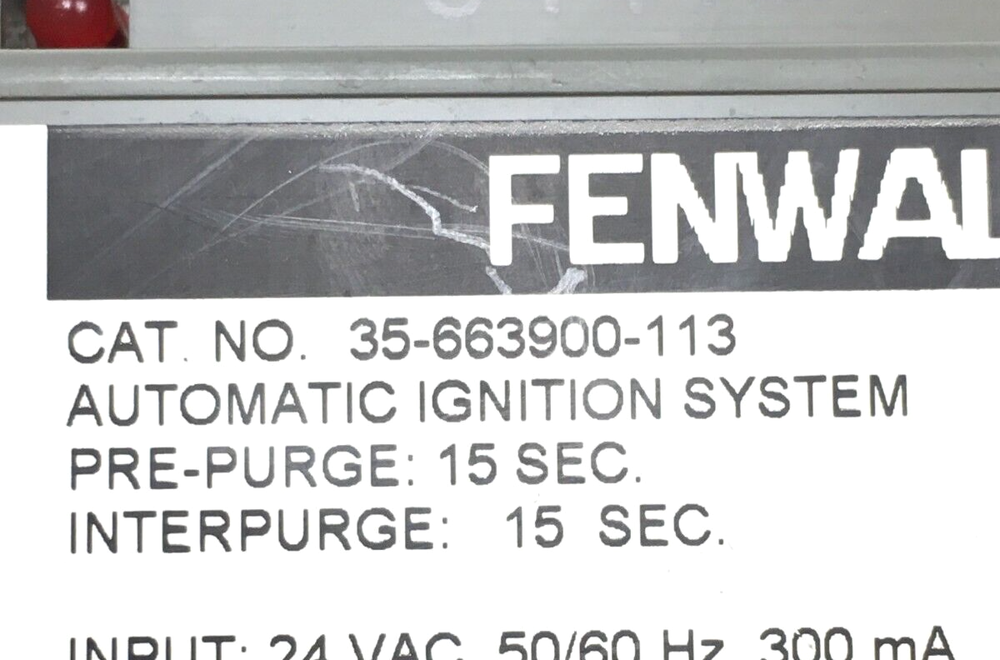 FENWAL
CAT. NO. 35-663900-113
AUTOMATIC IGNITION SYSTEM
PRE-PURGE: 15 SEC.
INTERPURGE: 15 SEC.
INPUT: 24 VAC 50/60 Hz 300 mA